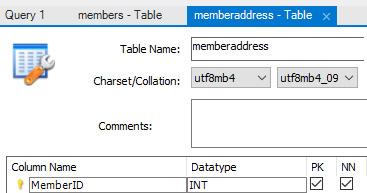 Query 1 members - Table memberaddress - Table ×
Table Name: memberaddress
Charset/Collation: utf8mb4 utf8mb4_09
Comments:
Column Name Datatype PK NN
MemberID INT